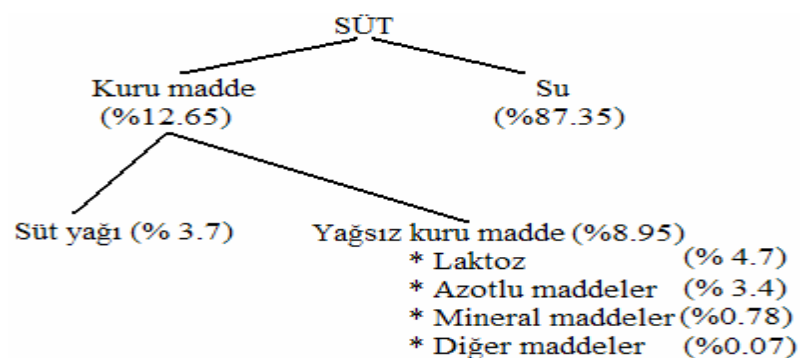 SÜT
Kuru madde
(%12.65)
Su
(%87.35)
Süt yağı (% 3.7)
Yağsız kuru madde (%8.95)
* Laktoz (% 4.7)
* Azotlu maddeler (% 3.4)
* Mineral maddeler (%0.78)
* Diğer maddeler (%0.07)